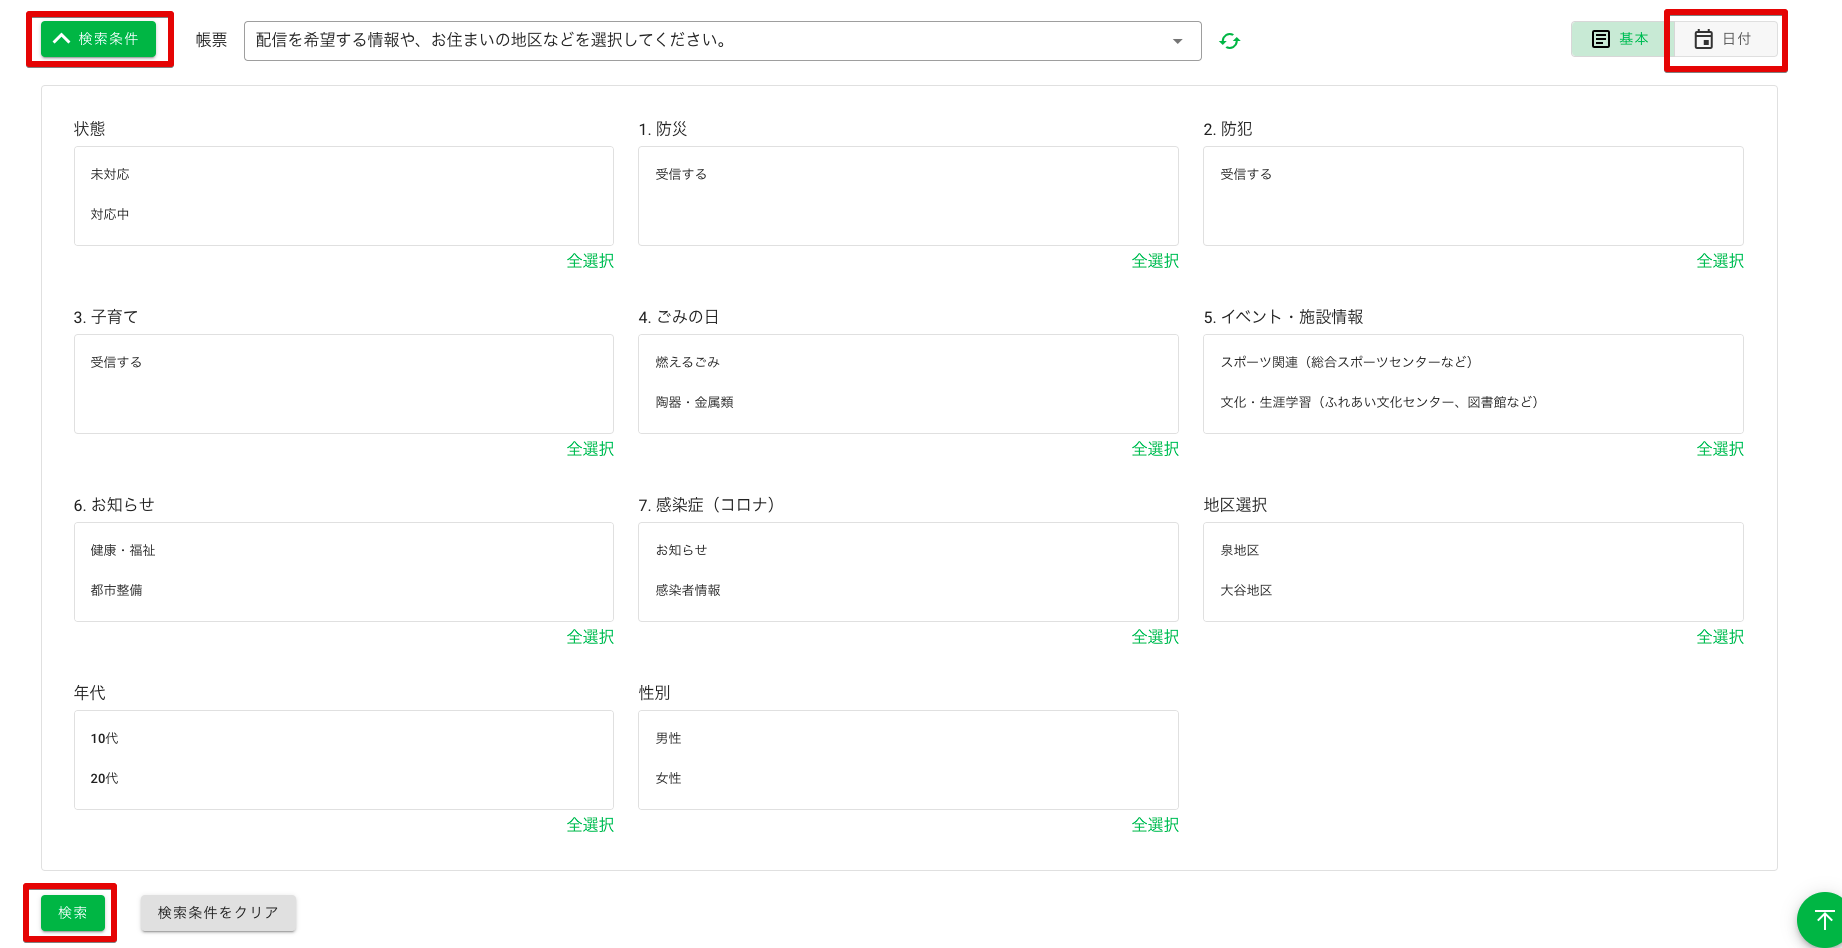 検索条件
帳票
配信を希望する情報や、お住まいの地区などを選択してください。
基本
日付
状態
未対応
対応中
全選択
1. 防災
受信する
全選択
2. 防犯
受信する
全選択
3. 子育て
受信する
全選択
4. ごみの日
燃えるごみ
陶器・金属類
全選択
5. イベント・施設情報
スポーツ関連（総合スポーツセンターなど）
文化・生涯学習（ふれあい文化センター、図書館など）
全選択
6. お知らせ
健康・福祉
都市整備
全選択
7. 感染症（コロナ）
お知らせ
感染者情報
全選択
地区選択
泉地区
大谷地区
全選択
年代
10代
20代
全選択
性別
男性
女性
全選択
検索
検索条件をクリア